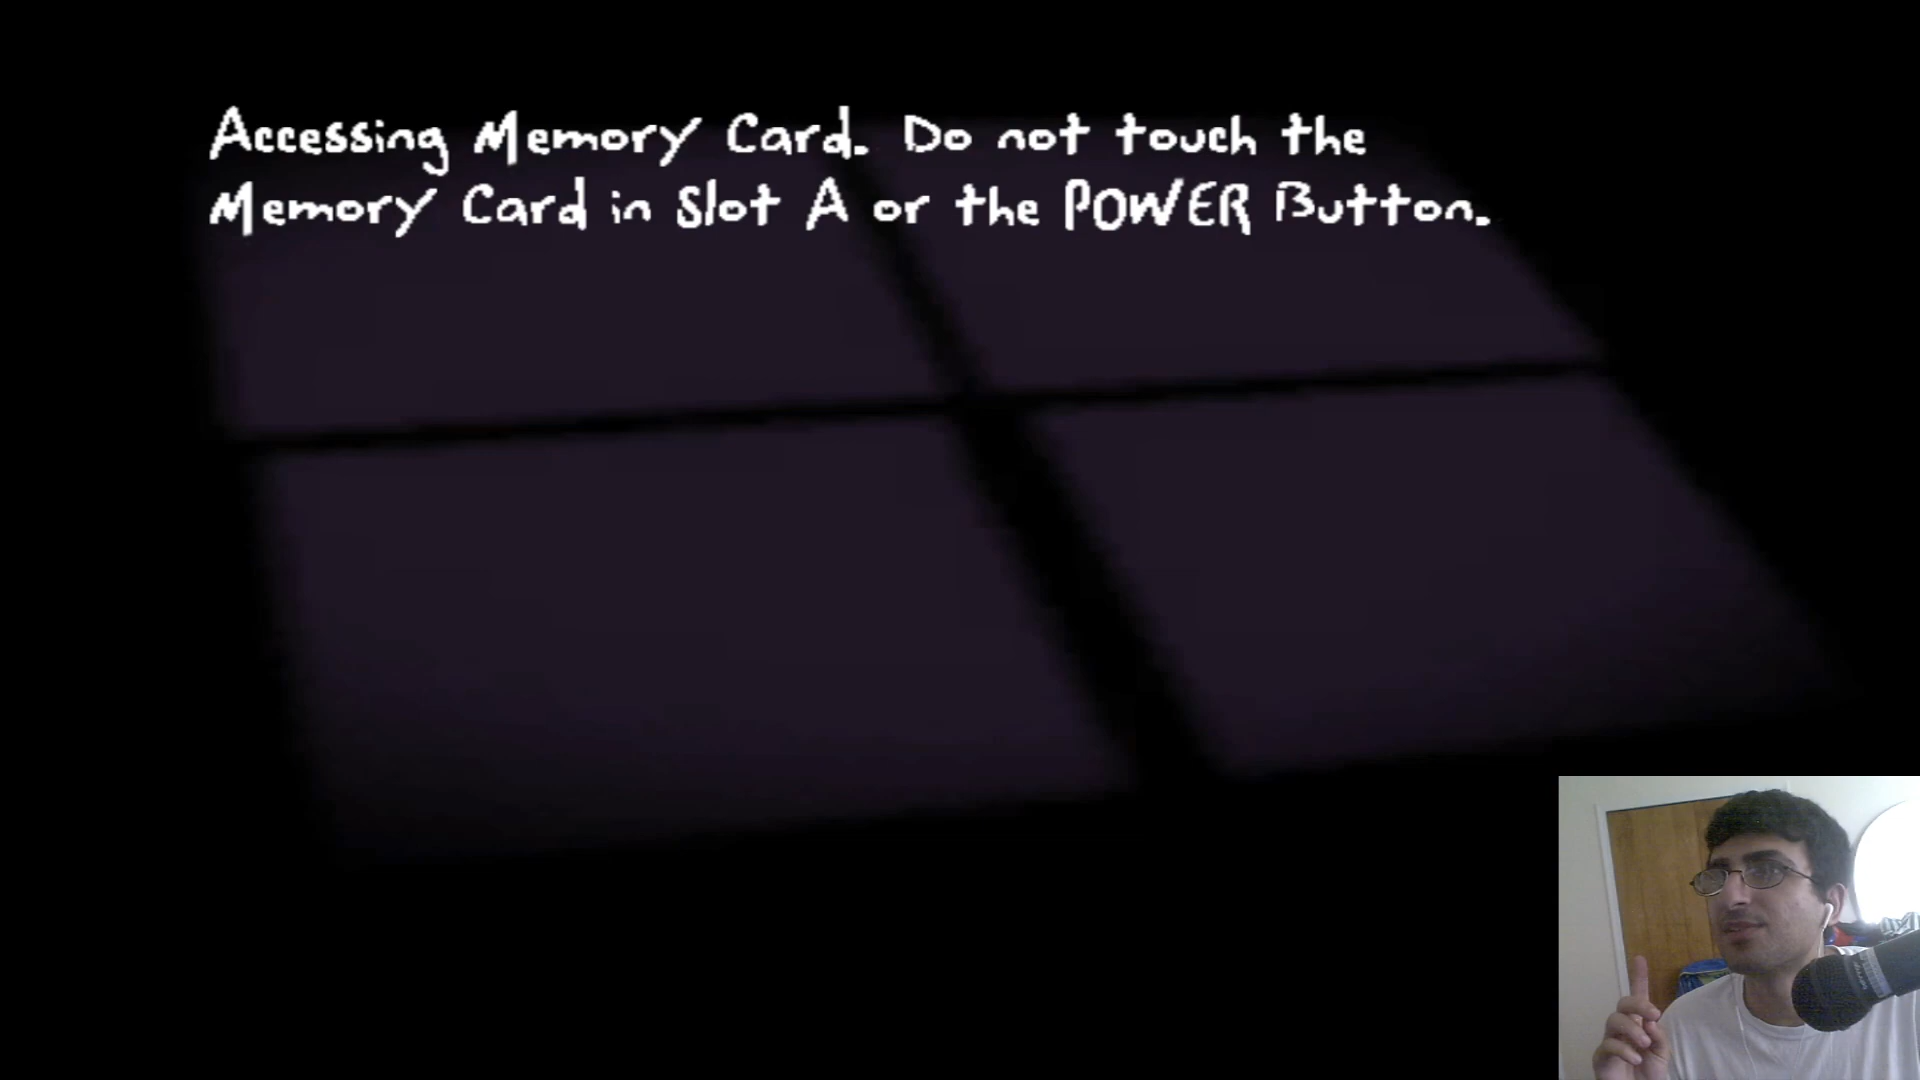 Accessing Memory Card. Do not touch the
Memory Card in Slot A or the POWER Button.